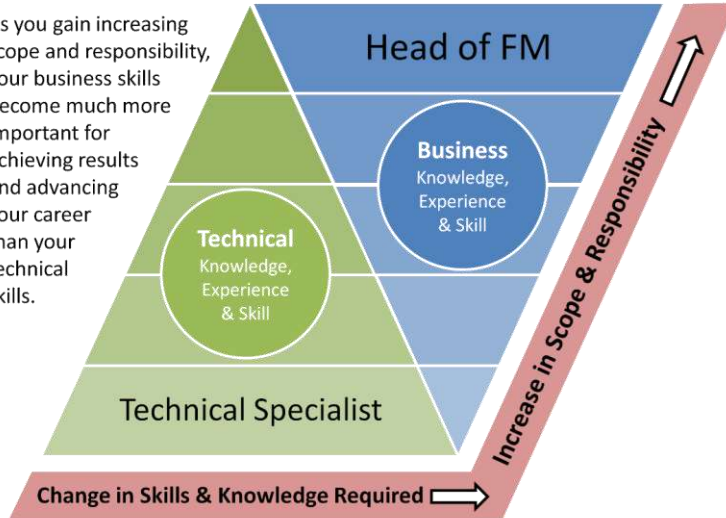 s you gain increasing
cope and responsibility,
our business skills
ecome much more
mportant for
chieving results
nd advancing
our career
han your
echnical
kills.
Head of FM
Business
Knowledge,
Experience
& Skill
Technical
Knowledge,
Experience
& Skill
Technical Specialist
Change in Skills & Knowledge Required
Increase in Scope & Responsibility